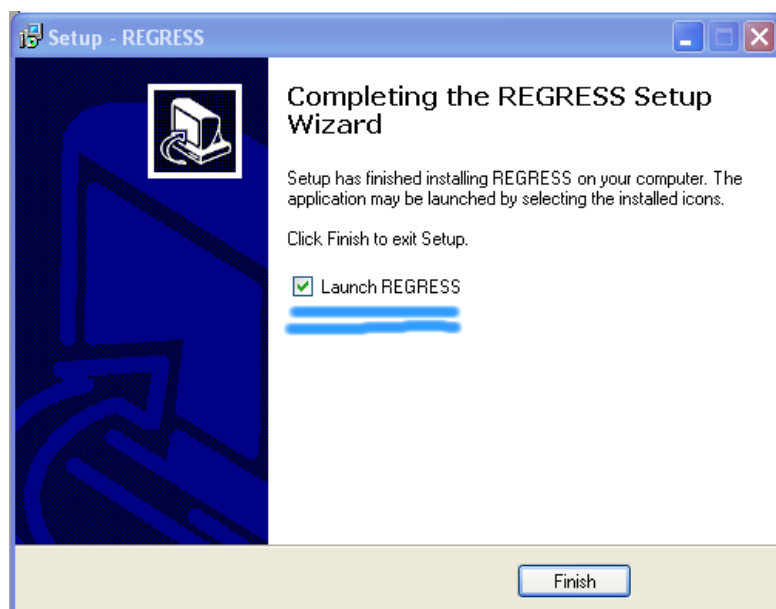 Setup - REGRESS
Completing the REGRESS Setup
Wizard
Setup has finished installing REGRESS on your computer. The
application may be launched by selecting the installed icons.
Click Finish to exit Setup.
Launch REGRESS
Finish